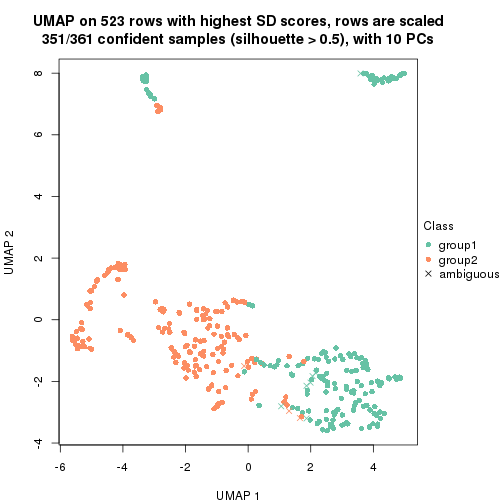 UMAP on 523 rows with highest SD scores, rows are scaled
351/361 confident samples (silhouette > 0.5), with 10 PCs
8
6
4
2
0
-2
-4
UMAP 2
-6
-4
-2
0
2
4
UMAP 1
Class
group1
group2
ambiguous